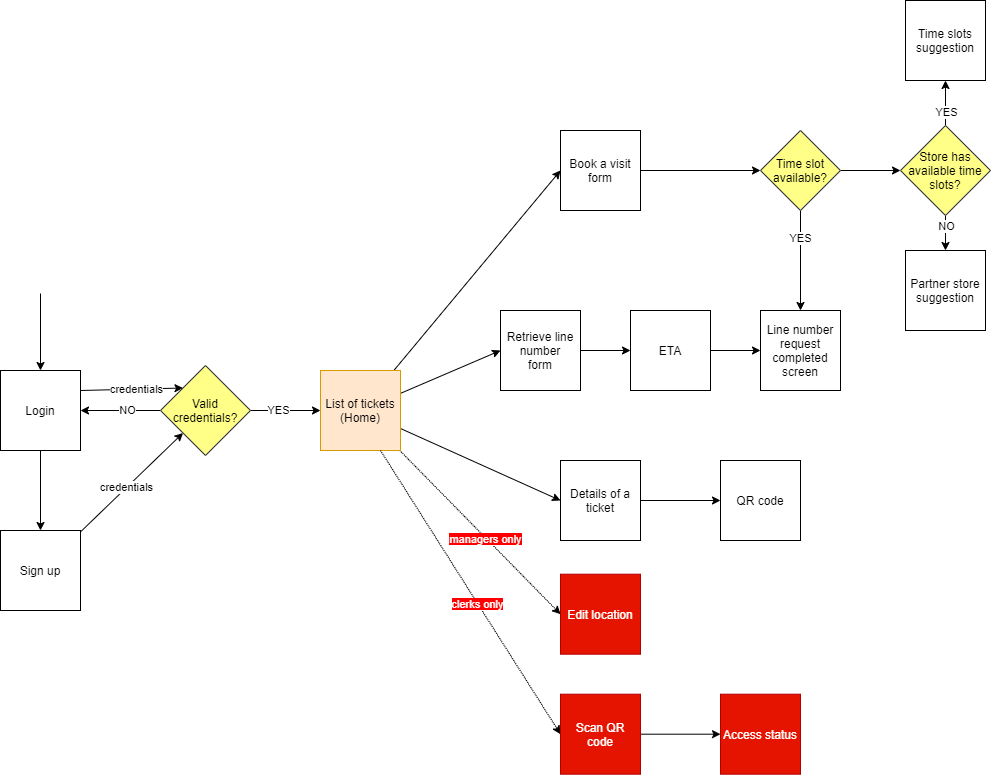 Time slots
suggestion
YES
Book a visit
form
Time slot
available?
Store has
available time
slots?
YES
NO
Partner store
suggestion
Retrieve line
number
form
ETA
Line number
request
completed
screen
Login
credentials
NO
Valid
credentials?
YES
List of tickets
(Home)
credentials
Sign up
Details of a
ticket
QR code
managers only
Edit location
clerks only
Scan QR
code
Access status